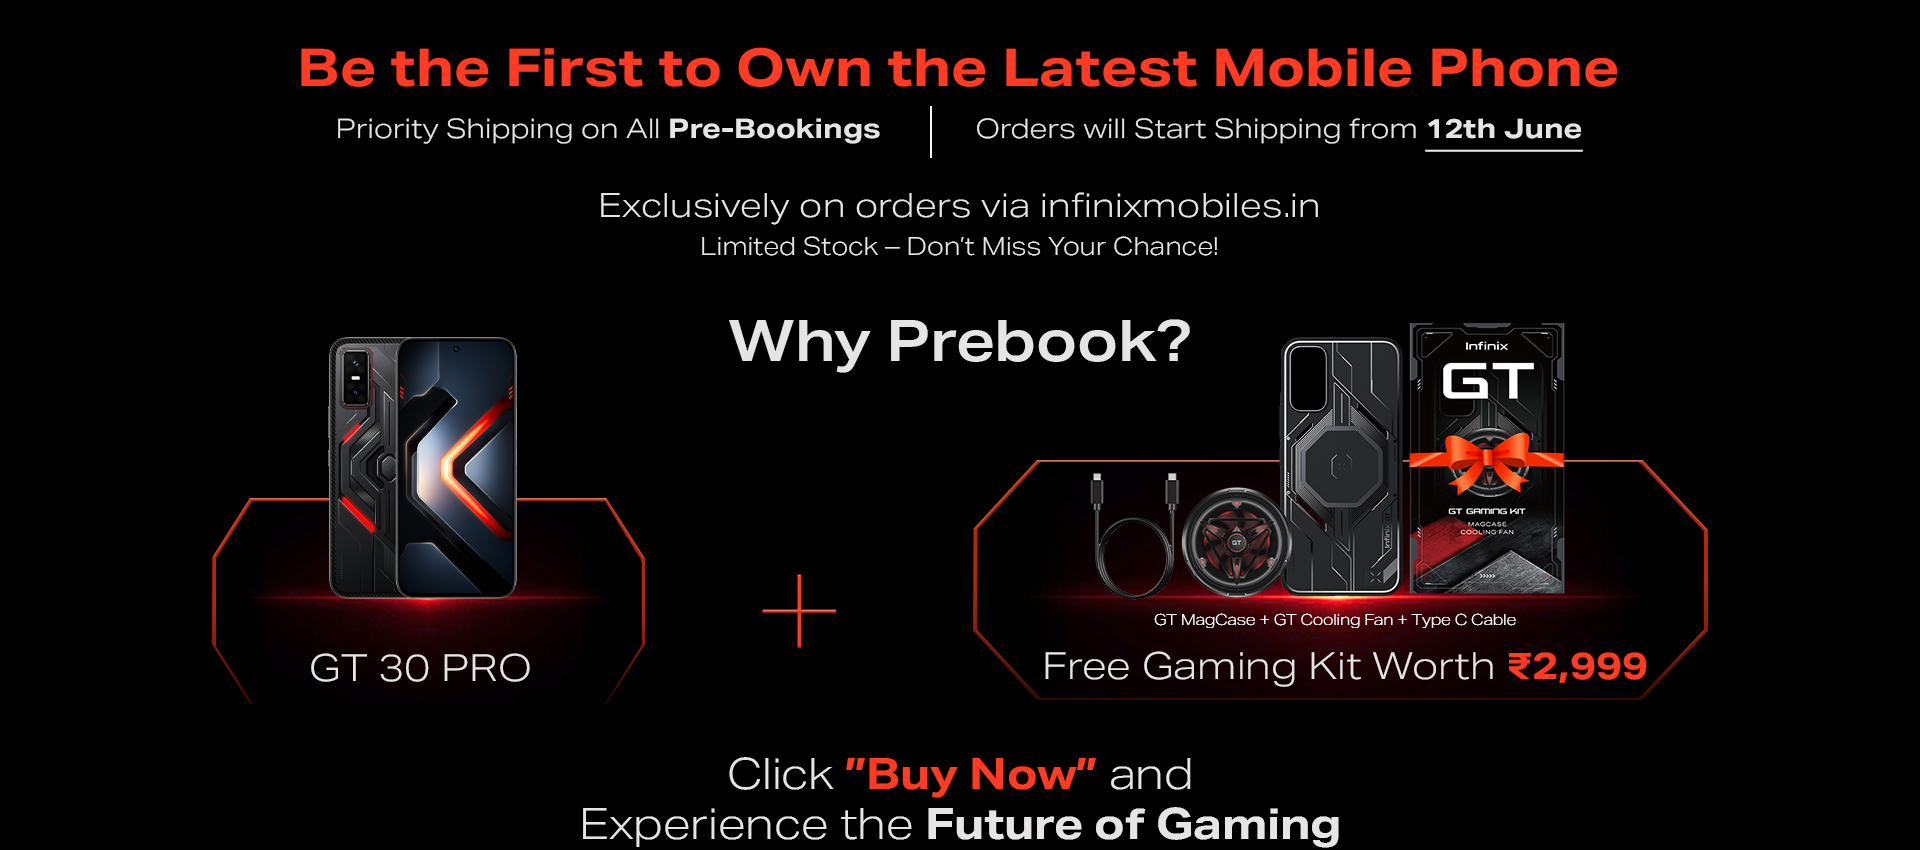 Be the First to Own the Latest Mobile Phone
Priority Shipping on All Pre-Bookings
Orders will Start Shipping from 12th June
Exclusively on orders via infinixmobiles.in
Limited Stock – Don't Miss Your Chance!
Why Prebook?
Infinix
GT
GT GAMING KIT
MAGCASE
COOLING FAN
GT
Infinix GT
GT MagCase + GT Cooling Fan + Type C Cable
GT 30 PRO
Free Gaming Kit Worth ₹2,999
Click "Buy Now" and
Experience the Future of Gaming